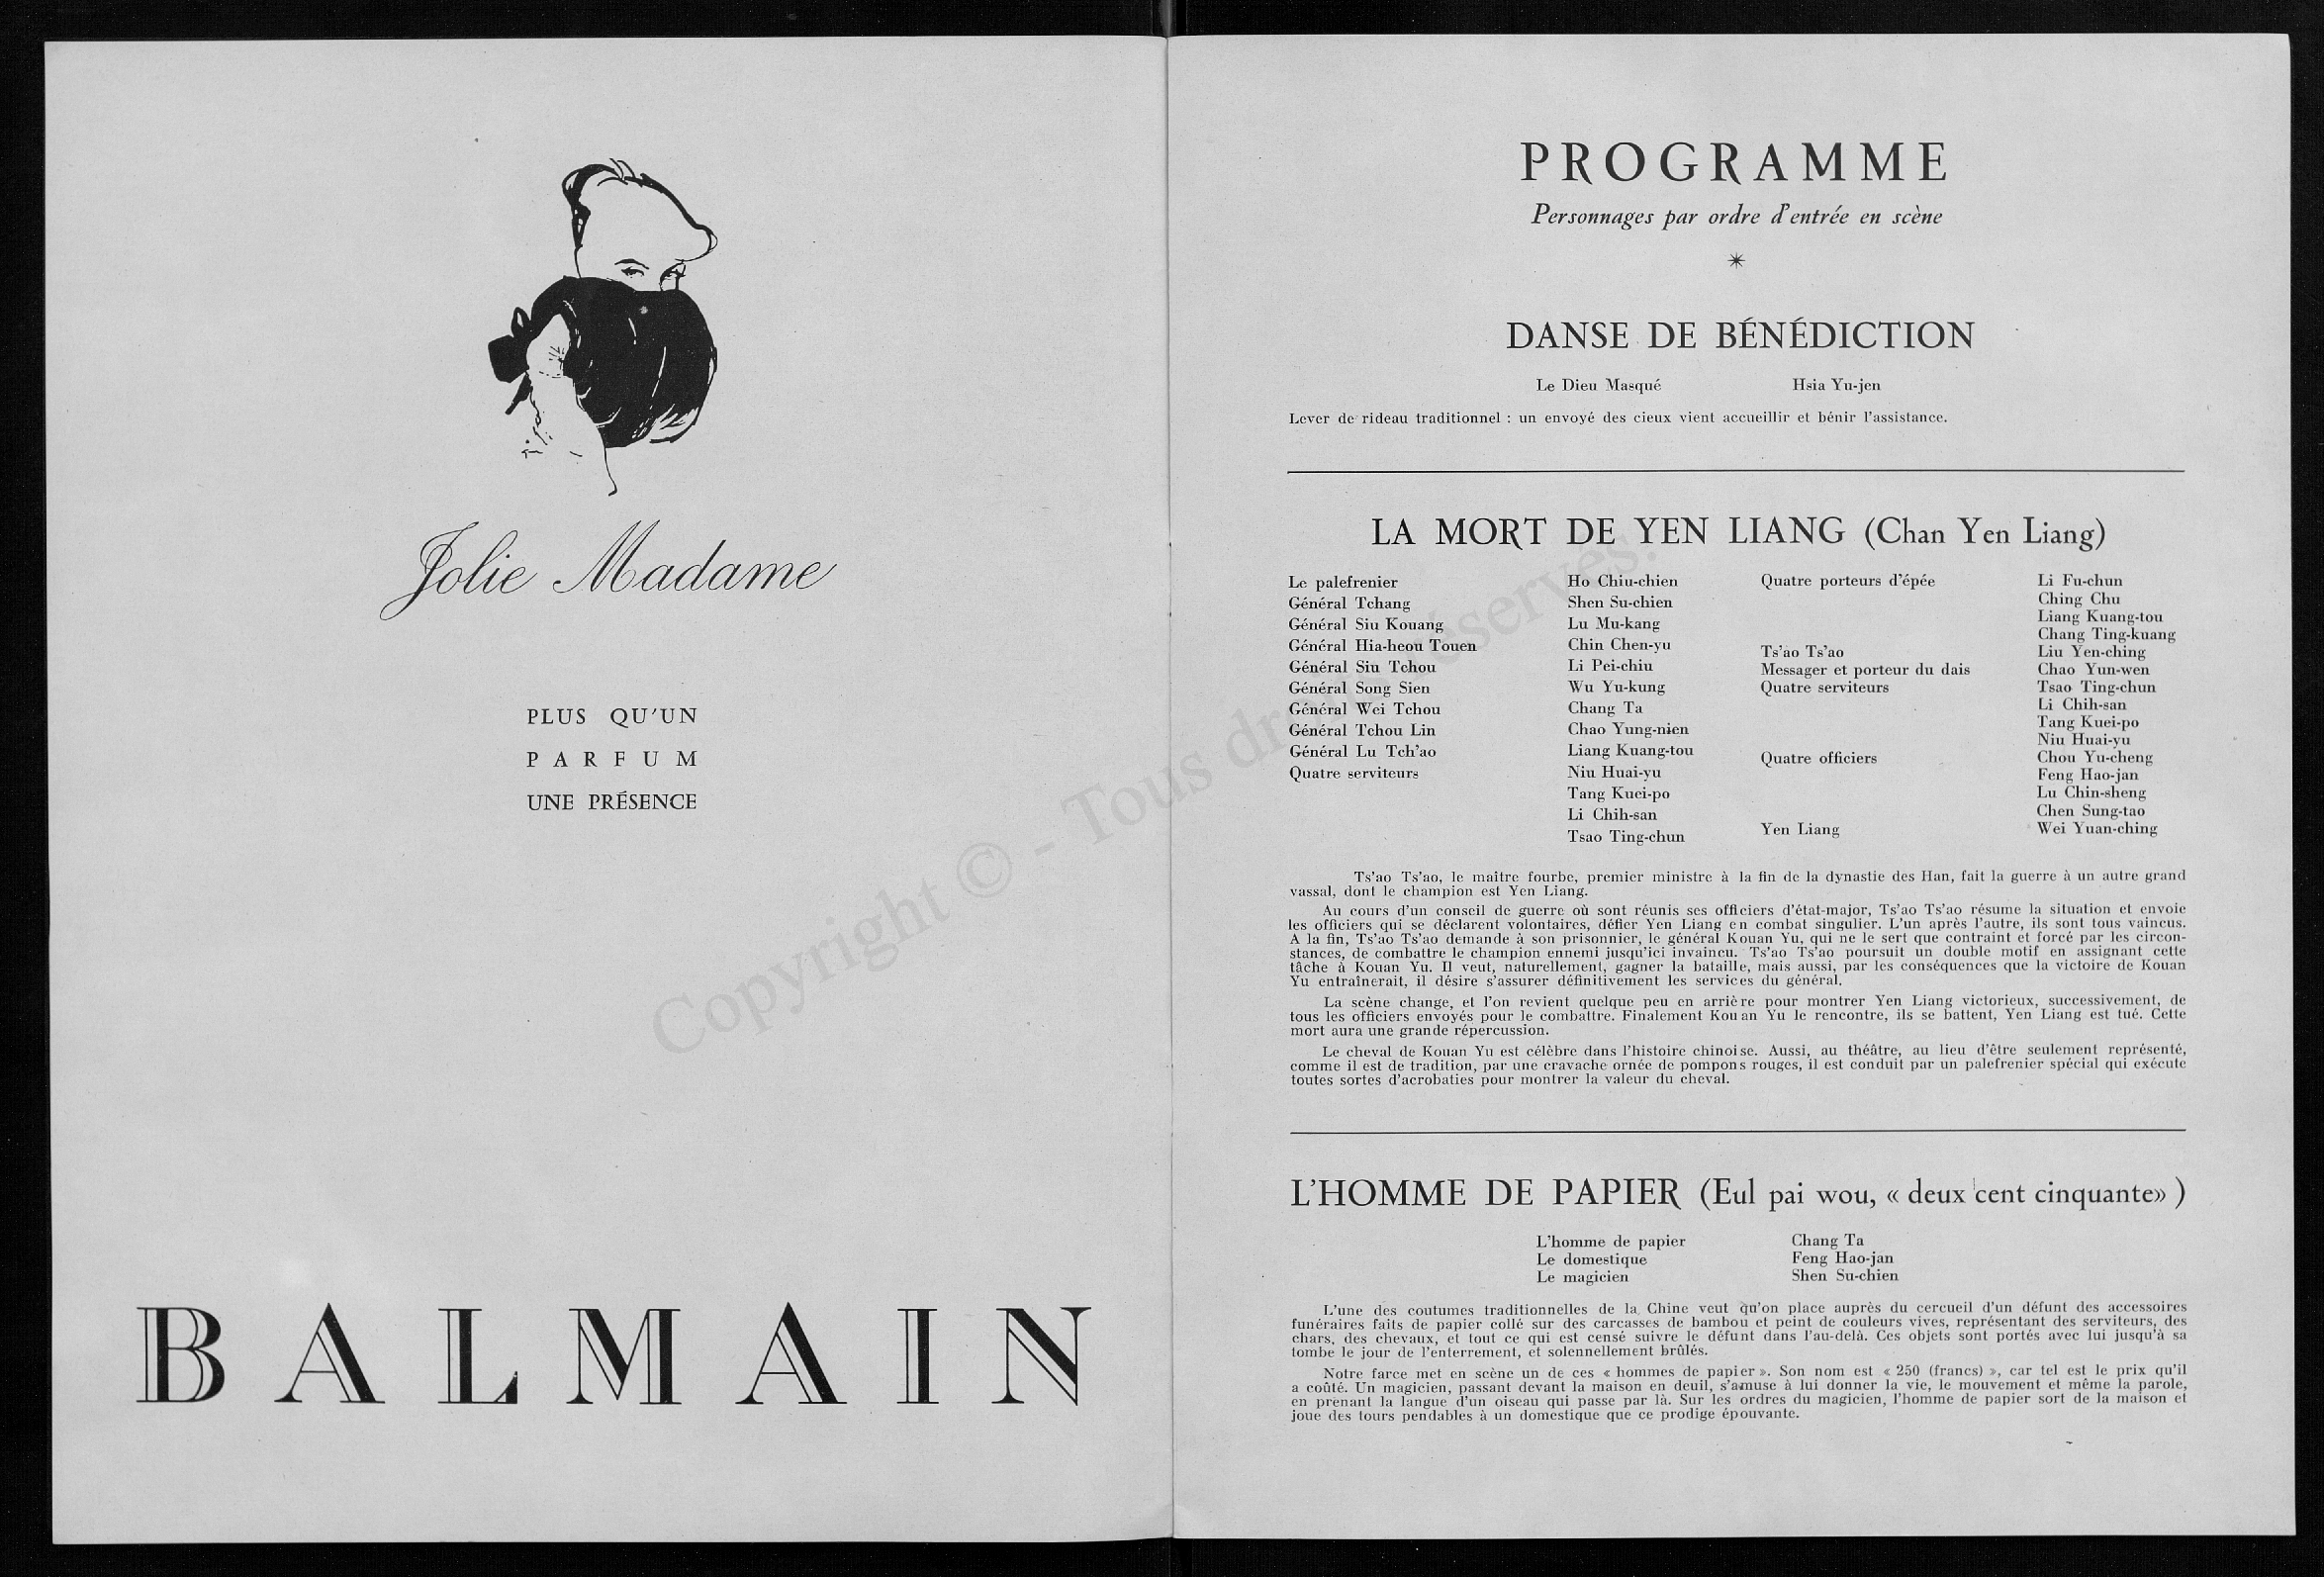 Jolie Madame
PLUS QU'UN
PARFUM
UNE PRÉSENCE
BALMAIN
PROGRAMME
Personnages par ordre d'entrée en scène
DANSE DE BÉNÉDICTION
Le Dieu Masqué Hsia Yu-jen
Lever de rideau traditionnel : un envoyé des cieux vient accueillir et bénir l'assistance.
LA MORT DE YEN LIANG (Chan Yen Liang)
Le palefrenier Ho Chiu-chien
Général Tchang Shen Su-chien
Général Siu Kouang Lu Mu-kang
Général Hia-heou Touen Chin Chen-yu
Général Siu Tchou Li Pei-chiu
Général Song Sien Wu Yu-kung
Général Wei Tchou Chang Ta
Général Tchou Lin Chao Yung-nien
Général Lu Tch'ao Liang Kuang-tou
Quatre serviteurs Niu Huai-yu
Tang Kuei-po
Li Chih-san
Tsao Ting-chun
Quatre porteurs d'épée Li Fu-chun
Ching Chu
Liang Kuang-tou
Chang Ting-kuang
Ts'ao Ts'ao Liu Yen-ching
Messager et porteur du dais Chao Yun-wen
Quatre serviteurs Tsao Ting-chun
Li Chih-san
Tang Kuei-po
Niu Huai-yu
Quatre officiers Chou Yu-cheng
Feng Hao-jan
Lu Chin-sheng
Chen Sung-tao
Yen Liang Wei Yuan-ching
Ts'ao Ts'ao, le maître fourbe, premier ministre à la fin de la dynastie des Han, fait la guerre à un autre grand
vassal, dont le champion est Yen Liang.
Au cours d'un conseil de guerre où sont réunis ses officiers d'état-major, Ts'ao Ts'ao résume la situation et envoie
les officiers qui se déclarent volontaires, défier Yen Liang en combat singulier. L'un après l'autre, ils sont tous vaincus.
A la fin, Ts'ao Ts'ao demande à son prisonnier, le général Kouan Yu, qui ne le sert que contraint et forcé par les circon-
stances, de combattre le champion ennemi jusqu'ici invaincu. Ts'ao Ts'ao poursuit un double motif en assignant cette
tâche à Kouan Yu. Il veut, naturellement, gagner la bataille, mais aussi, par les conséquences que la victoire de Kouan
Yu entraînerait, il désire s'assurer définitivement les services du général.
La scène change, et l'on revient quelque peu en arrière pour montrer Yen Liang victorieux, successivement, de
tous les officiers envoyés pour le combattre. Finalement Kouan Yu le rencontre, ils se battent, Yen Liang est tué. Cette
mort aura une grande répercussion.
Le cheval de Kouan Yu est célèbre dans l'histoire chinoise. Aussi, au théâtre, au lieu d'être seulement représenté,
comme il est de tradition, par une cravache ornée de pompons rouges, il est conduit par un palefrenier spécial qui exécute
toutes sortes d'acrobaties pour montrer la valeur du cheval.
L'HOMME DE PAPIER (Eul pai wou, « deux cent cinquante» )
L'homme de papier Chang Ta
Le domestique Feng Hao-jan
Le magicien Shen Su-chien
L'une des coutumes traditionnelles de la Chine veut qu'on place auprès du cercueil d'un défunt des accessoires
funéraires faits de papier collé sur des carcasses de bambou et peint de couleurs vives, représentant des serviteurs, des
chars, des chevaux, et tout ce qui est censé suivre le défunt dans l'au-delà. Ces objets sont portés avec lui jusqu'à sa
tombe le jour de l'enterrement, et solennellement brûlés.
Notre farce met en scène un de ces « hommes de papier ». Son nom est « 250 (francs) », car tel est le prix qu'il
a coûté. Un magicien, passant devant la maison en deuil, s'amuse à lui donner la vie, le mouvement et même la parole,
en prenant la langue d'un oiseau qui passe par là. Sur les ordres du magicien, l'homme de papier sort de la maison et
joue des tours pendables à un domestique que ce prodige épouvante.
Copyright © - Tous droits réservés.